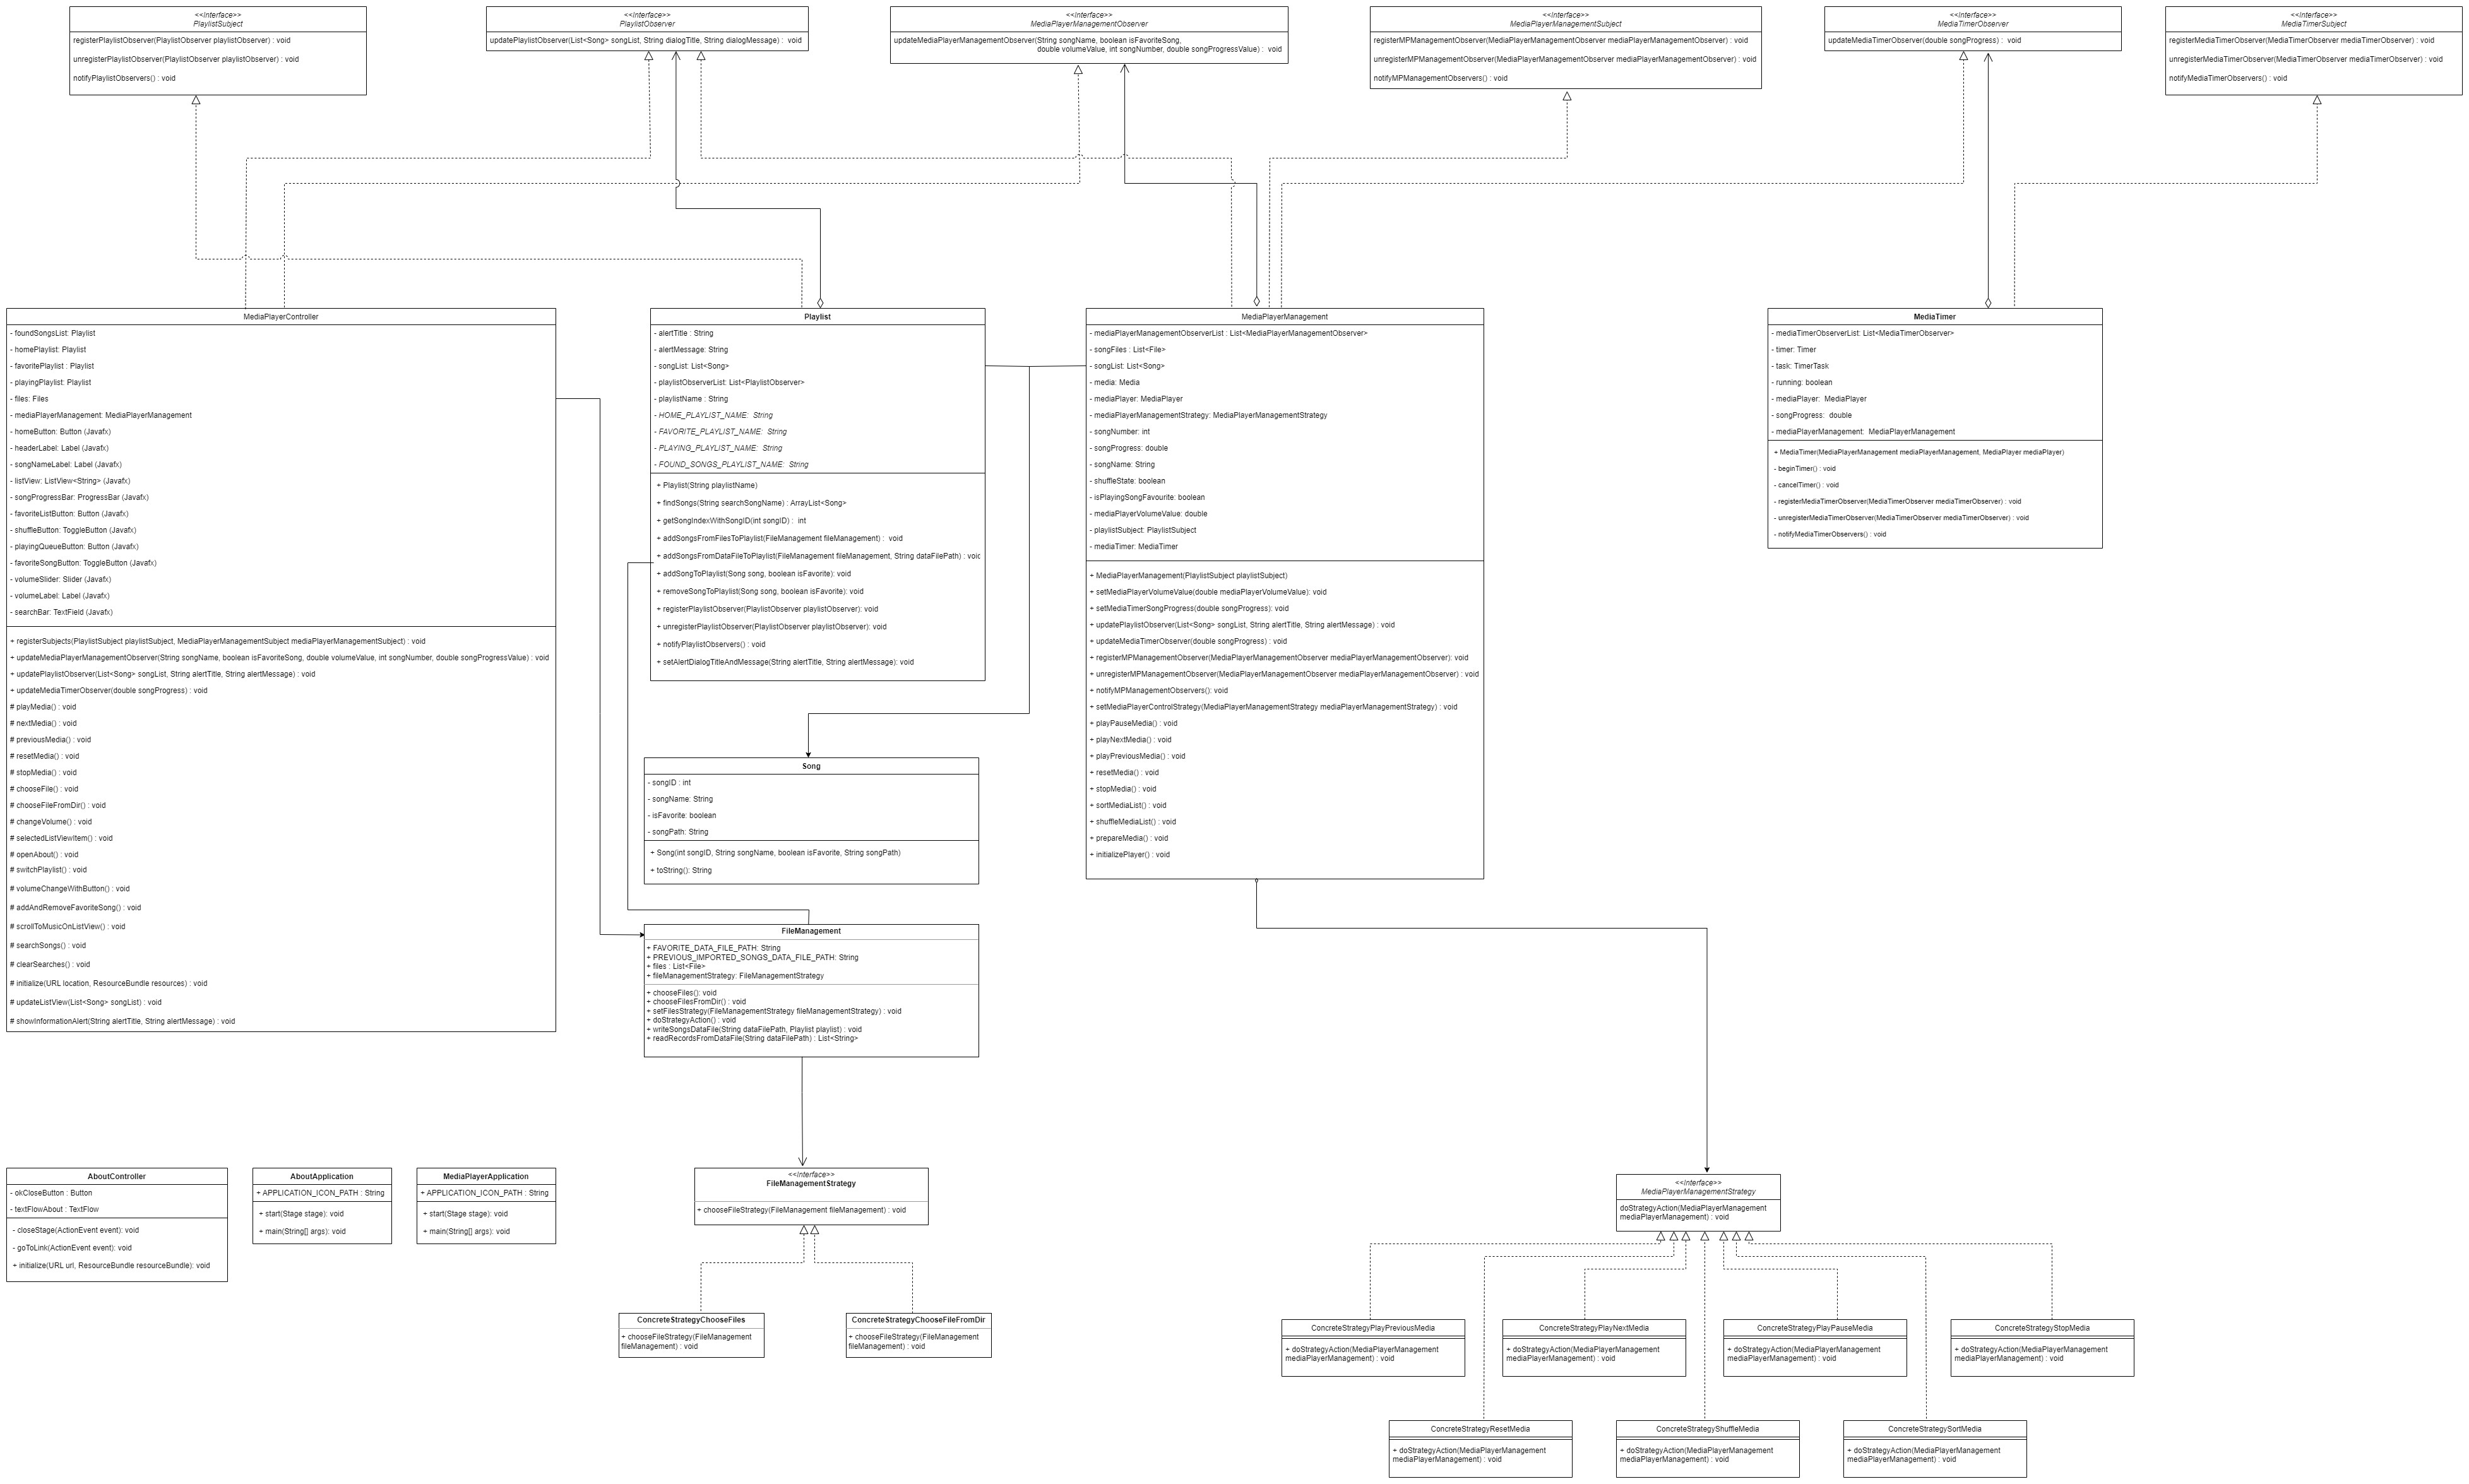 <<Interface>>
PlaylistSubject
registerPlaylistObserver(PlaylistObserver playlistObserver) : void
unregisterPlaylistObserver(PlaylistObserver playlistObserver) : void
notifyPlaylistObservers() : void
<<Interface>>
PlaylistObserver
updatePlaylistObserver(List<Song> songList, String dialogTitle, String dialogMessage) :  void
<<Interface>>
MediaPlayerManagementObserver
updateMediaPlayerManagementObserver(String songName, boolean isFavoriteSong,
double volumeValue, int songNumber, double songProgressValue) :  void
<<Interface>>
MediaPlayerManagementSubject
registerMPManagementObserver(MediaPlayerManagementObserver mediaPlayerManagementObserver) : void
unregisterMPManagementObserver(MediaPlayerManagementObserver mediaPlayerManagementObserver) : void
notifyMPManagementObservers() : void
<<Interface>>
MediaTimerObserver
updateMediaTimerObserver(double songProgress) :  void
<<Interface>>
MediaTimerSubject
registerMediaTimerObserver(MediaTimerObserver mediaTimerObserver) : void
unregisterMediaTimerObserver(MediaTimerObserver mediaTimerObserver) : void
notifyMediaTimerObservers() : void
MediaPlayerController
- foundSongsList: Playlist
- homePlaylist: Playlist
- favoritePlaylist : Playlist
- playingPlaylist: Playlist
- files: Files
- mediaPlayerManagement: MediaPlayerManagement
- homeButton: Button (Javafx)
- headerLabel: Label (Javafx)
- songNameLabel: Label (Javafx)
- listView: ListView<String> (Javafx)
- songProgressBar: ProgressBar (Javafx)
- favoriteListButton: Button (Javafx)
- shuffleButton: ToggleButton (Javafx)
- playingQueueButton: Button (Javafx)
- favoriteSongButton: ToggleButton (Javafx)
- volumeSlider: Slider (Javafx)
- volumeLabel: Label (Javafx)
- searchBar: TextField (Javafx)
+ registerSubjects(PlaylistSubject playlistSubject, MediaPlayerManagementSubject mediaPlayerManagementSubject) : void
+ updateMediaPlayerManagementObserver(String songName, boolean isFavoriteSong, double volumeValue, int songNumber, double songProgressValue) : void
+ updatePlaylistObserver(List<Song> songList, String alertTitle, String alertMessage) : void
+ updateMediaTimerObserver(double songProgress) : void
# playMedia() : void
# nextMedia() : void
# previousMedia() : void
# resetMedia() : void
# stopMedia() : void
# chooseFile() : void
# chooseFileFromDir() : void
# changeVolume() : void
# selectedListViewItem() : void
# openAbout() : void
# switchPlaylist() : void
# volumeChangeWithButton() : void
# addAndRemoveFavoriteSong() : void
# scrollToMusicOnListView() : void
# searchSongs() : void
# clearSearches() : void
# initialize(URL location, ResourceBundle resources) : void
# updateListView(List<Song> songList) : void
# showInformationAlert(String alertTitle, String alertMessage) : void
Playlist
- alertTitle : String
- alertMessage: String
- songList: List<Song>
- playlistObserverList: List<PlaylistObserver>
- playlistName : String
- HOME_PLAYLIST_NAME:  String
- FAVORITE_PLAYLIST_NAME:  String
- PLAYING_PLAYLIST_NAME:  String
- FOUND_SONGS_PLAYLIST_NAME:  String
+ Playlist(String playlistName)
+ findSongs(String searchSongName) : ArrayList<Song>
+ getSongIndexWithSongID(int songID) :  int
+ addSongsFromFilesToPlaylist(FileManagement fileManagement) :  void
+ addSongsFromDataFileToPlaylist(FileManagement fileManagement, String dataFilePath) : void
+ addSongToPlaylist(Song song, boolean isFavorite): void
+ removeSongToPlaylist(Song song, boolean isFavorite): void
+ registerPlaylistObserver(PlaylistObserver playlistObserver): void
+ unregisterPlaylistObserver(PlaylistObserver playlistObserver): void
+ notifyPlaylistObservers() : void
+ setAlertDialogTitleAndMessage(String alertTitle, String alertMessage): void
MediaPlayerManagement
- mediaPlayerManagementObserverList : List<MediaPlayerManagementObserver>
- songFiles : List<File>
- songList: List<Song>
- media: Media
- mediaPlayer: MediaPlayer
- mediaPlayerManagementStrategy: MediaPlayerManagementStrategy
- songNumber: int
- songProgress: double
- songName: String
- shuffleState: boolean
- isPlayingSongFavourite: boolean
- mediaPlayerVolumeValue: double
- playlistSubject: PlaylistSubject
- mediaTimer: MediaTimer
+ MediaPlayerManagement(PlaylistSubject playlistSubject)
+ setMediaPlayerVolumeValue(double mediaPlayerVolumeValue): void
+ setMediaTimerSongProgress(double songProgress): void
+ updatePlaylistObserver(List<Song> songList, String alertTitle, String alertMessage) : void
+ updateMediaTimerObserver(double songProgress) : void
+ registerMPManagementObserver(MediaPlayerManagementObserver mediaPlayerManagementObserver): void
+ unregisterMPManagementObserver(MediaPlayerManagementObserver mediaPlayerManagementObserver) : void
+ notifyMPManagementObservers(): void
+ setMediaPlayerControlStrategy(MediaPlayerManagementStrategy mediaPlayerManagementStrategy) : void
+ playPauseMedia() : void
+ playNextMedia() : void
+ playPreviousMedia() : void
+ resetMedia() : void
+ stopMedia() : void
+ sortMediaList() : void
+ shuffleMediaList() : void
+ prepareMedia() : void
+ initializePlayer() : void
MediaTimer
- mediaTimerObserverList: List<MediaTimerObserver>
- timer: Timer
- task: TimerTask
- running: boolean
- mediaPlayer:  MediaPlayer
- songProgress:  double
- mediaPlayerManagement:  MediaPlayerManagement
+ MediaTimer(MediaPlayerManagement mediaPlayerManagement, MediaPlayer mediaPlayer)
- beginTimer() : void
- cancelTimer() : void
- registerMediaTimerObserver(MediaTimerObserver mediaTimerObserver) : void
- unregisterMediaTimerObserver(MediaTimerObserver mediaTimerObserver) : void
- notifyMediaTimerObservers() : void
Song
- songID : int
- songName: String
- isFavorite: boolean
- songPath: String
+ Song(int songID, String songName, boolean isFavorite, String songPath)
+ toString(): String
FileManagement
+ FAVORITE_DATA_FILE_PATH: String
+ PREVIOUS_IMPORTED_SONGS_DATA_FILE_PATH: String
+ files : List<File>
+ fileManagementStrategy: FileManagementStrategy
+ chooseFiles(): void
+ chooseFilesFromDir() : void
+ setFilesStrategy(FileManagementStrategy fileManagementStrategy) : void
+ doStrategyAction() : void
+ writeSongsDataFile(String dataFilePath, Playlist playlist) : void
+ readRecordsFromDataFile(String dataFilePath) : List<String>
AboutController
- okCloseButton : Button
- textFlowAbout : TextFlow
- closeStage(ActionEvent event): void
- goToLink(ActionEvent event): void
+ initialize(URL url, ResourceBundle resourceBundle): void
AboutApplication
+ APPLICATION_ICON_PATH : String
+ start(Stage stage): void
+ main(String[] args): void
MediaPlayerApplication
+ APPLICATION_ICON_PATH : String
+ start(Stage stage): void
+ main(String[] args): void
<<Interface>>
FileManagementStrategy
+ chooseFileStrategy(FileManagement fileManagement) : void
<<Interface>>
MediaPlayerManagementStrategy
doStrategyAction(MediaPlayerManagement
mediaPlayerManagement) : void
ConcreteStrategyChooseFiles
+ chooseFileStrategy(FileManagement
fileManagement) : void
ConcreteStrategyChooseFileFromDir
+ chooseFileStrategy(FileManagement
fileManagement) : void
ConcreteStrategyPlayPreviousMedia
+ doStrategyAction(MediaPlayerManagement
mediaPlayerManagement) : void
ConcreteStrategyPlayNextMedia
+ doStrategyAction(MediaPlayerManagement
mediaPlayerManagement) : void
ConcreteStrategyPlayPauseMedia
+ doStrategyAction(MediaPlayerManagement
mediaPlayerManagement) : void
ConcreteStrategyStopMedia
+ doStrategyAction(MediaPlayerManagement
mediaPlayerManagement) : void
ConcreteStrategyResetMedia
+ doStrategyAction(MediaPlayerManagement
mediaPlayerManagement) : void
ConcreteStrategyShuffleMedia
+ doStrategyAction(MediaPlayerManagement
mediaPlayerManagement) : void
ConcreteStrategySortMedia
+ doStrategyAction(MediaPlayerManagement
mediaPlayerManagement) : void